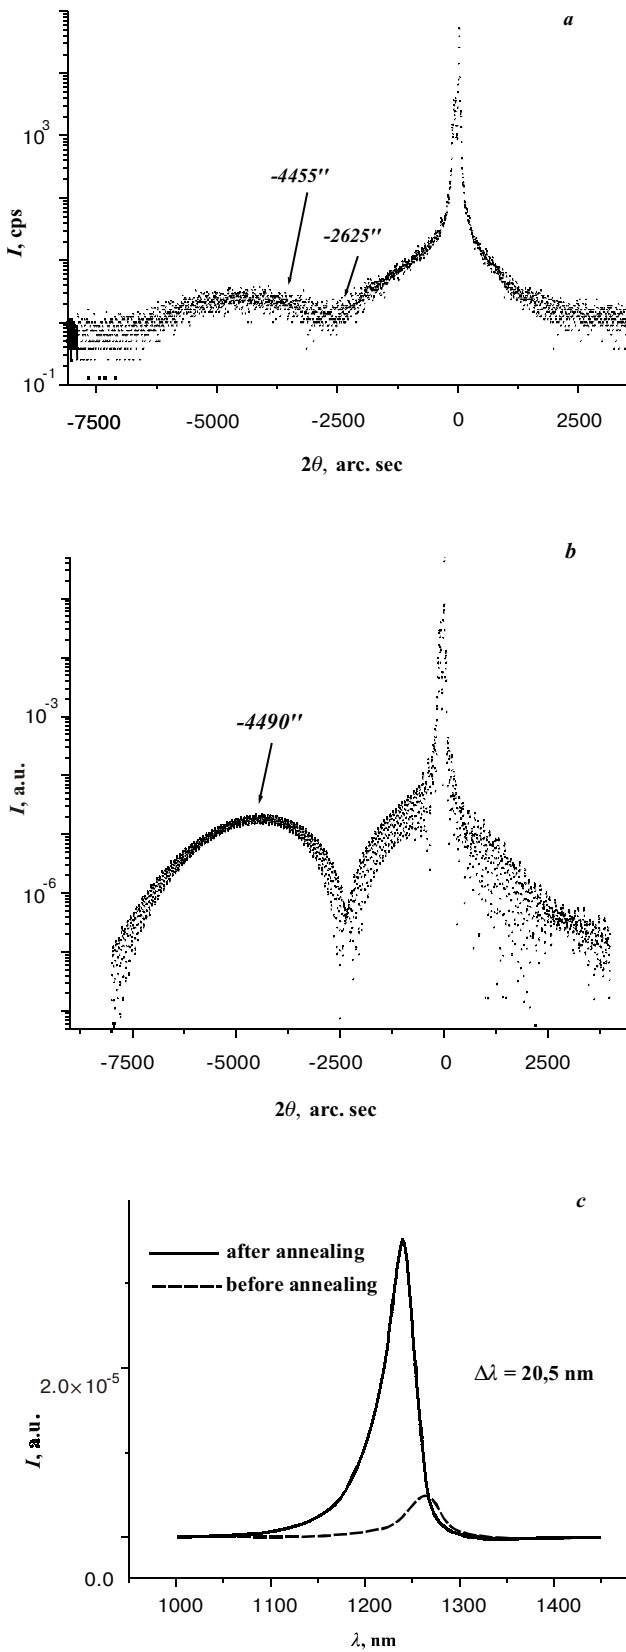 a
10³
-4455″
-2625″
I, cps
10⁻¹
-7500 -5000 -2500 0 2500
2θ, arc. sec
b
10⁻³
-4490″
I, a.u.
10⁻⁶
-7500 -5000 -2500 0 2500
2θ, arc. sec
c
after annealing
before annealing
Δλ = 20,5 nm
2.0×10⁻⁵
I, a.u.
0.0
1000 1100 1200 1300 1400
λ, nm